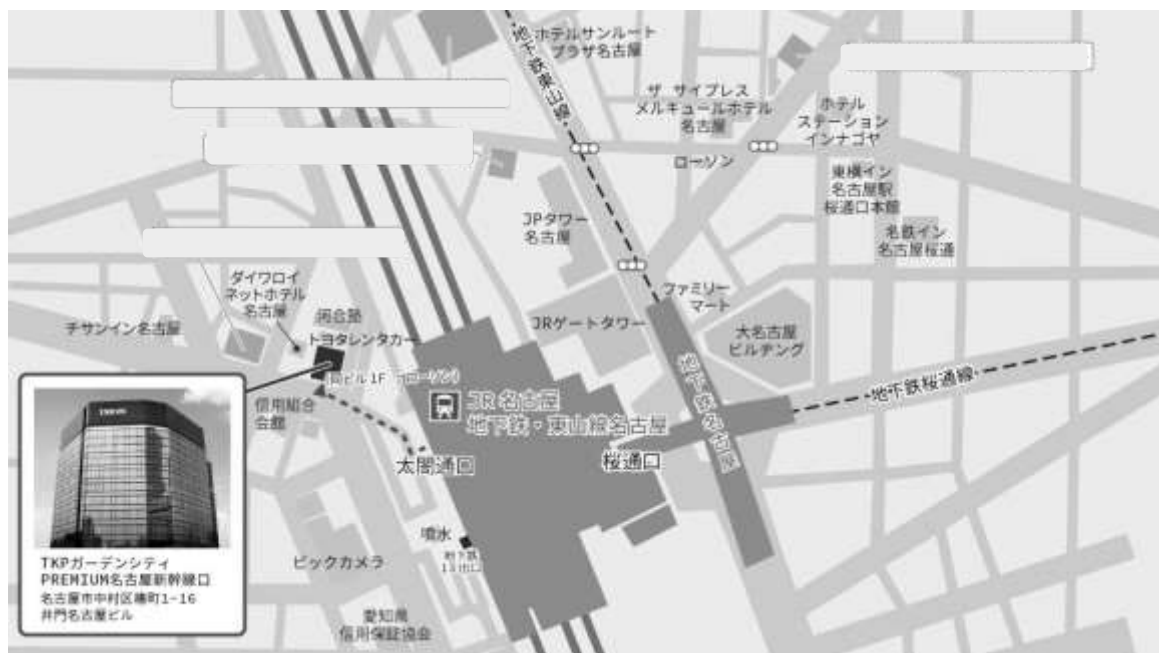 ホテルサンルート
プラザ名古屋
地下鉄東山線
ザ サイプレス
メルキュールホテル
名古屋
ホテル
ステーション
インナゴヤ
ローソン
東横イン
名古屋駅
桜通口本館
JPタワー
名古屋
名鉄イン
名古屋桜通
ダイワロイ
ネットホテル
名古屋
チサンイン名古屋
河合塾
トヨタレンタカー
ファミリー
マート
JRゲートタワー
大名古屋
ビルヂング
地下鉄名古屋
地下鉄桜通線
信用組合
会館
JR 名古屋
地下鉄・東山線名古屋
太閤通口
桜通口
噴水
地下鉄
13出口
ビックカメラ
愛知県
信用保証協会
TKPガーデンシティ
PREMIUM名古屋新幹線口
名古屋市中村区椿町1-16
井門名古屋ビル